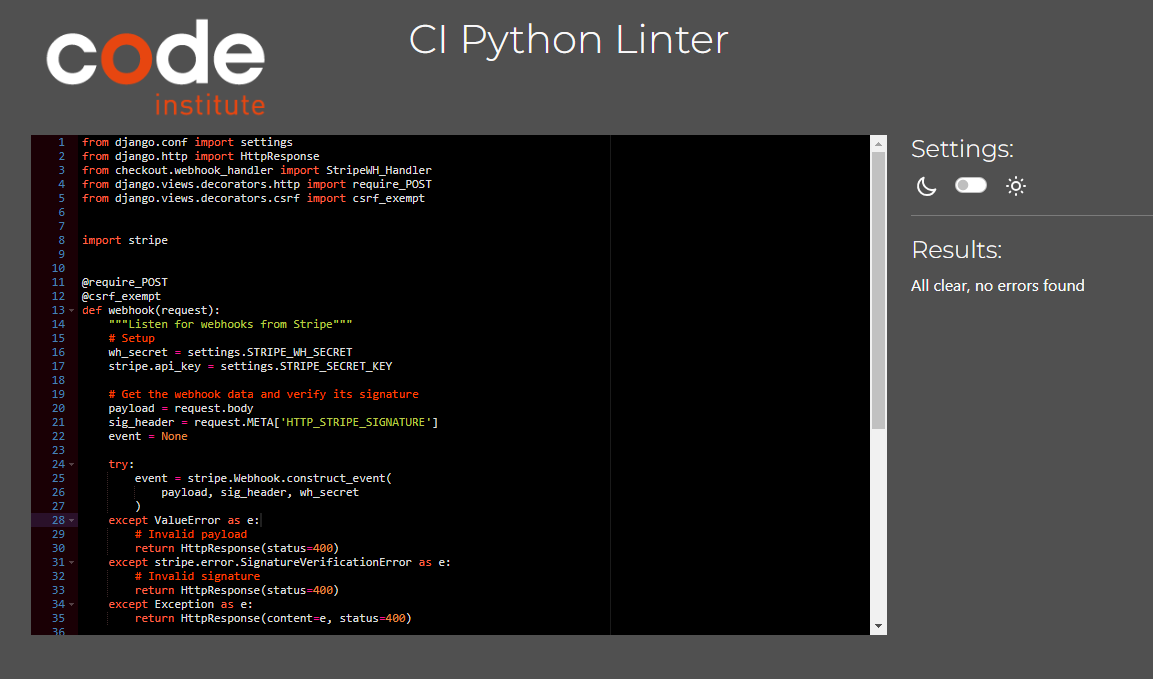 code
institute
CI Python Linter
1 from django.conf import settings
2 from django.http import HttpResponse
3 from checkout.webhook_handler import StripeWH_Handler
4 from django.views.decorators.http import require_POST
5 from django.views.decorators.csrf import csrf_exempt
6
7
8 import stripe
9
10
11 @require_POST
12 @csrf_exempt
13 def webhook(request):
14     """Listen for webhooks from Stripe"""
15     # Setup
16     wh_secret = settings.STRIPE_WH_SECRET
17     stripe.api_key = settings.STRIPE_SECRET_KEY
18
19     # Get the webhook data and verify its signature
20     payload = request.body
21     sig_header = request.META['HTTP_STRIPE_SIGNATURE']
22     event = None
23
24     try:
25         event = stripe.Webhook.construct_event(
26             payload, sig_header, wh_secret
27         )
28     except ValueError as e:
29         # Invalid payload
30         return HttpResponse(status=400)
31     except stripe.error.SignatureVerificationError as e:
32         # Invalid signature
33         return HttpResponse(status=400)
34     except Exception as e:
35         return HttpResponse(content=e, status=400)
36
Settings:
Results:
All clear, no errors found